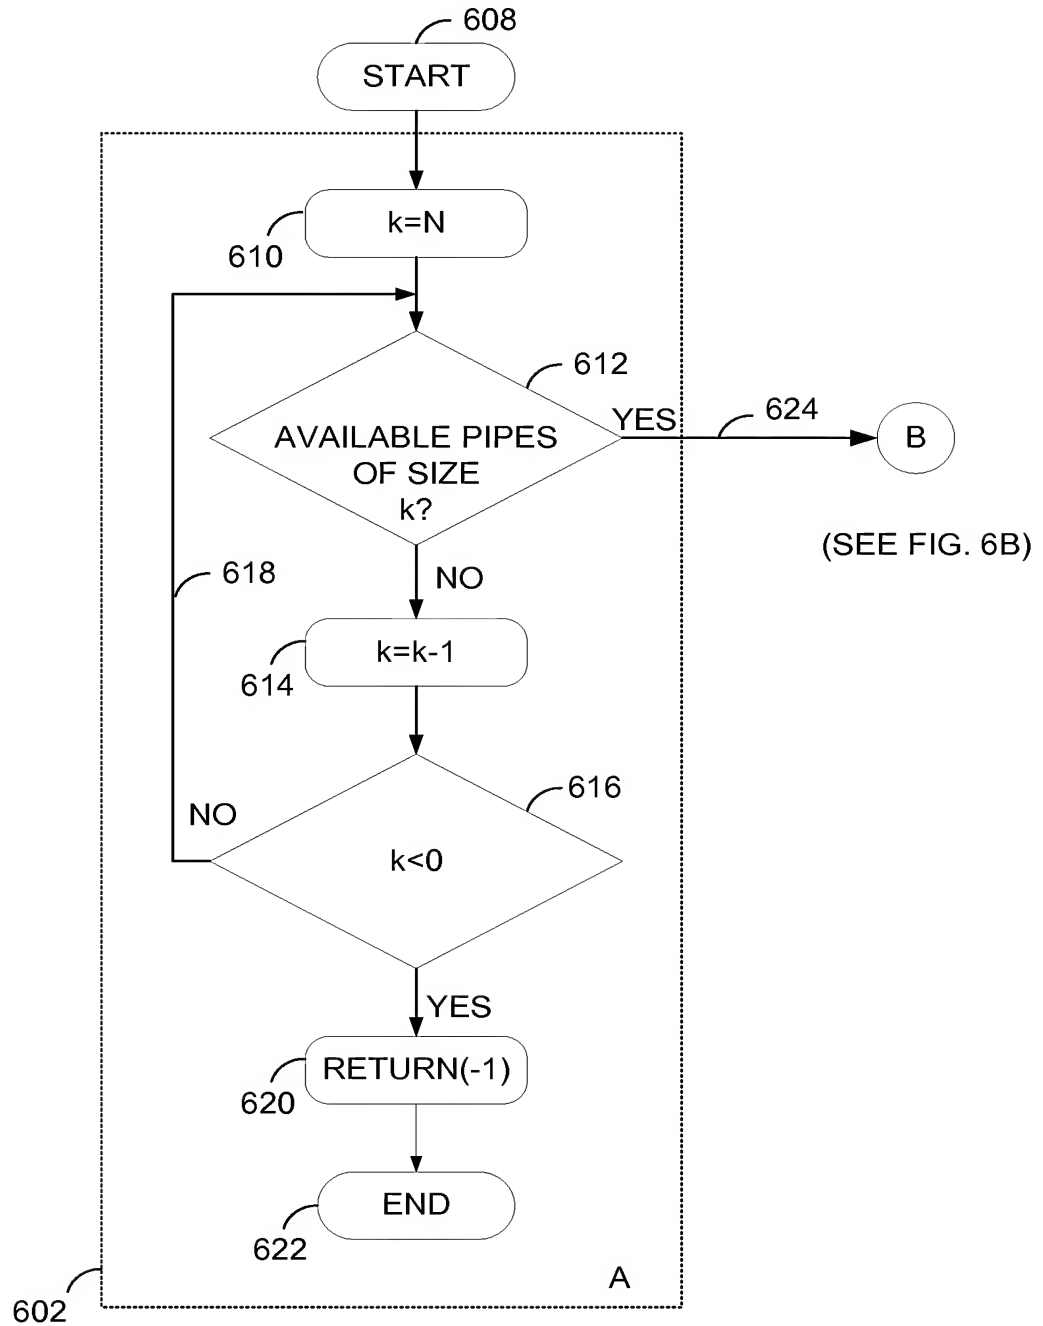 608
START
k=N
610
612
AVAILABLE PIPES
OF SIZE
k?
YES
624
B
(SEE FIG. 6B)
618
NO
k=k-1
614
616
NO
k<0
YES
RETURN(-1)
620
END
622
A
602